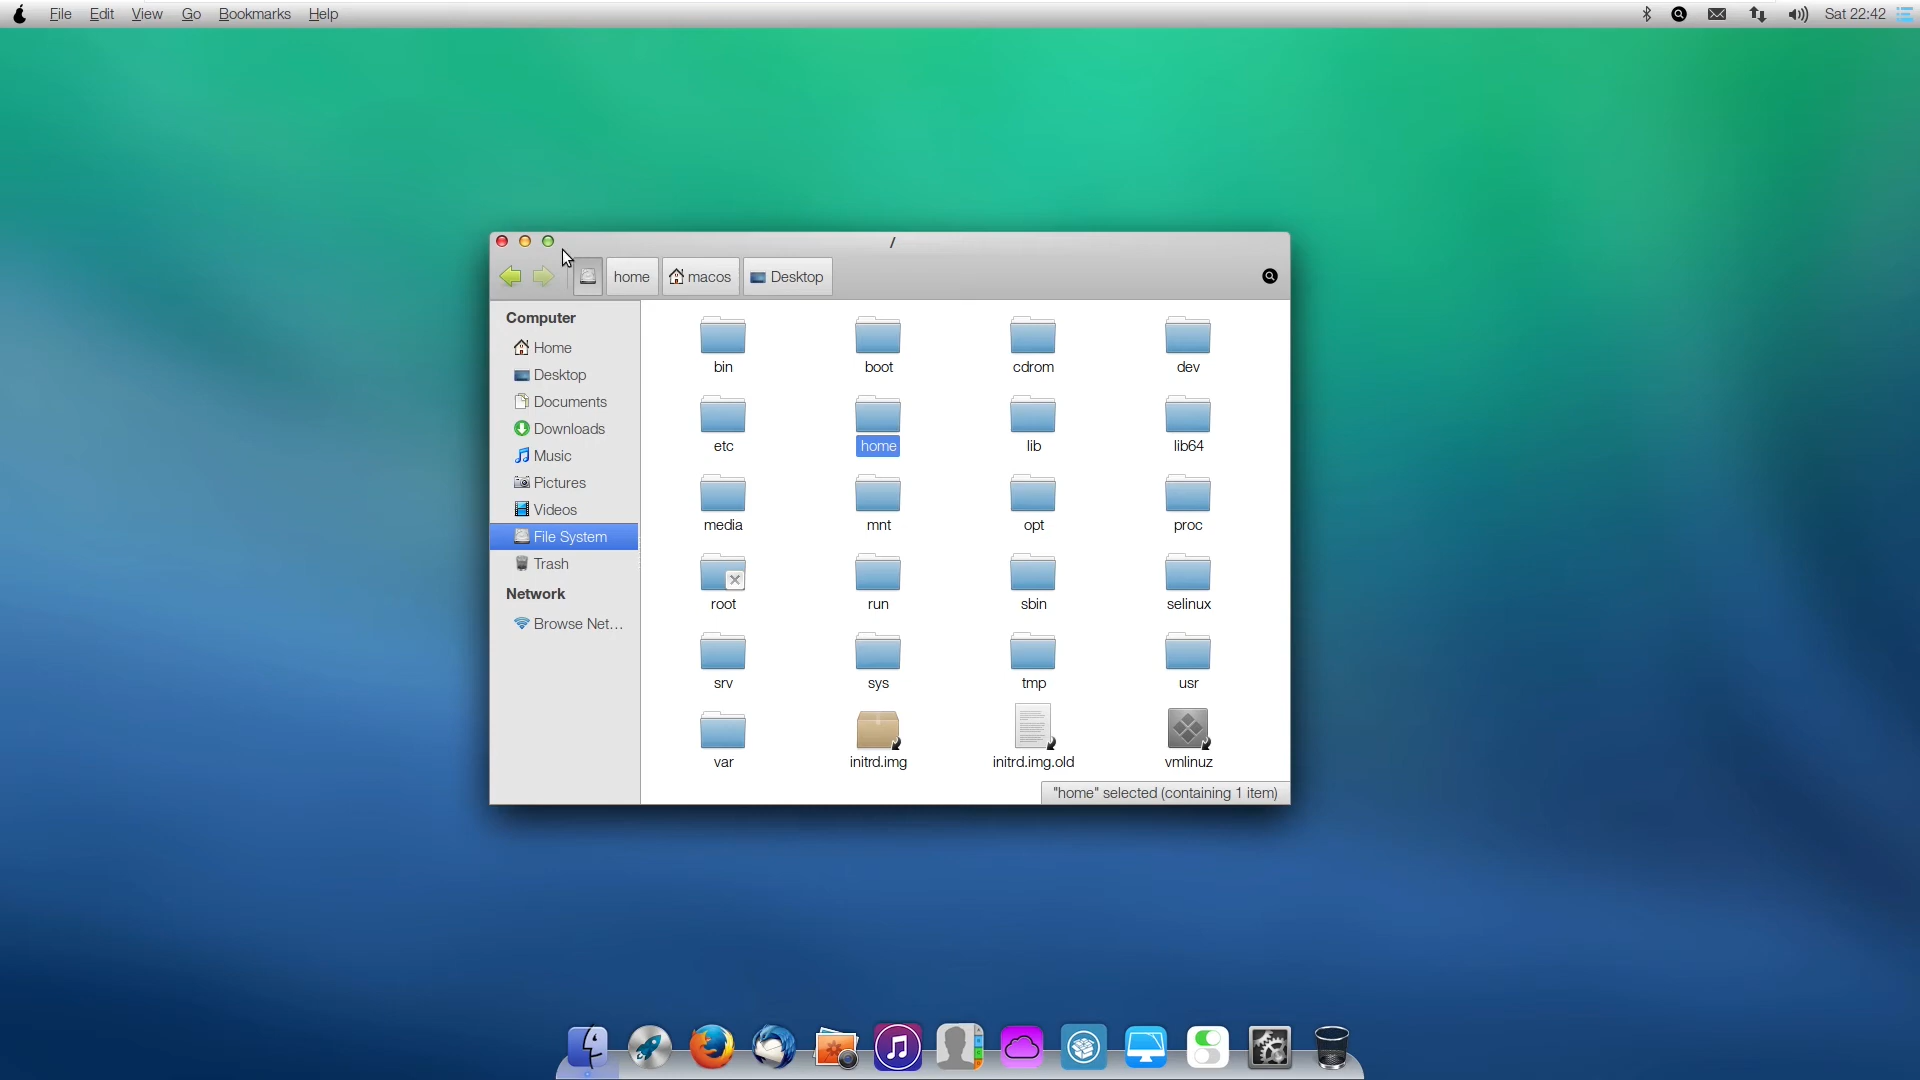 File Edit View Go Bookmarks Help Sat 22:42
/
home macos Desktop
Computer
Home
Desktop
Documents
Downloads
Music
Pictures
Videos
File System
Trash
Network
Browse Net...
bin boot cdrom dev
etc home lib lib64
media mnt opt proc
root run sbin selinux
srv sys tmp usr
var initrd.img initrd.img.old vmlinuz
"home" selected (containing 1 item)